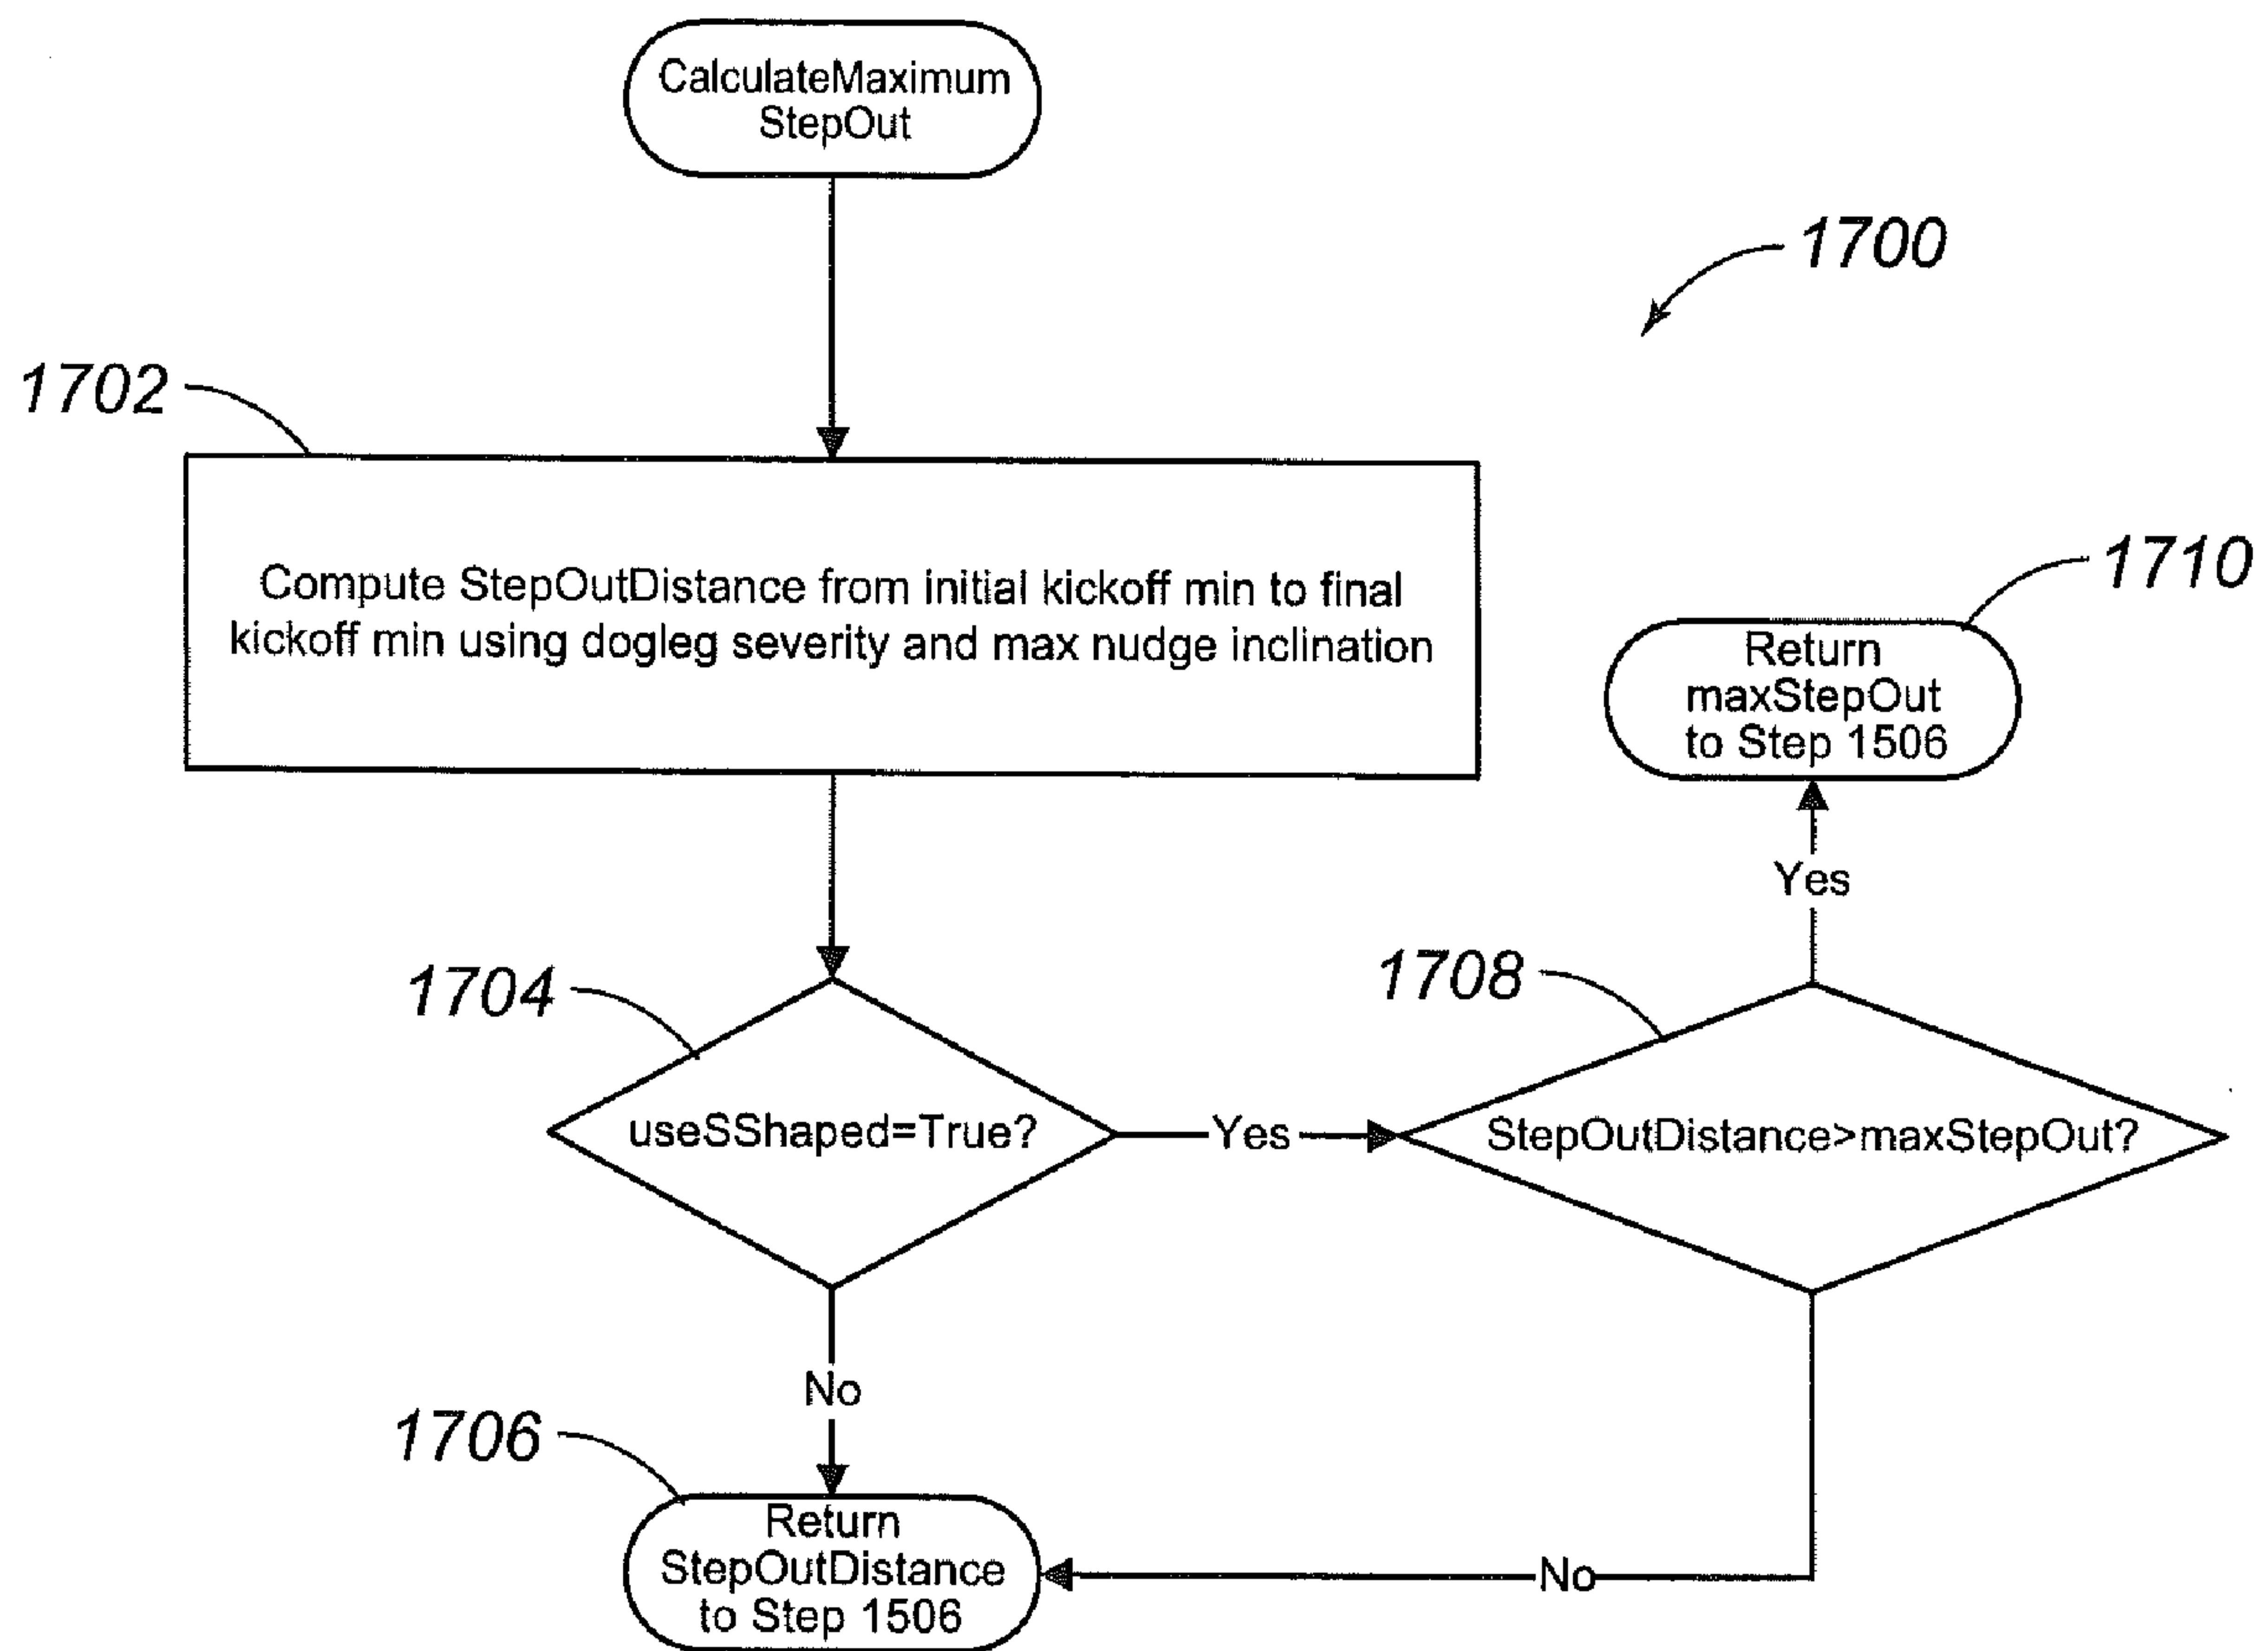 CalculateMaximum
StepOut
1700
1702
Compute StepOutDistance from initial kickoff min to final
kickoff min using dogleg severity and max nudge inclination
1710
Return
maxStepOut
to Step 1506
Yes
1704
1708
useSShaped=True?
Yes
StepOutDistance>maxStepOut?
No
1706
Return
StepOutDistance
to Step 1506
No